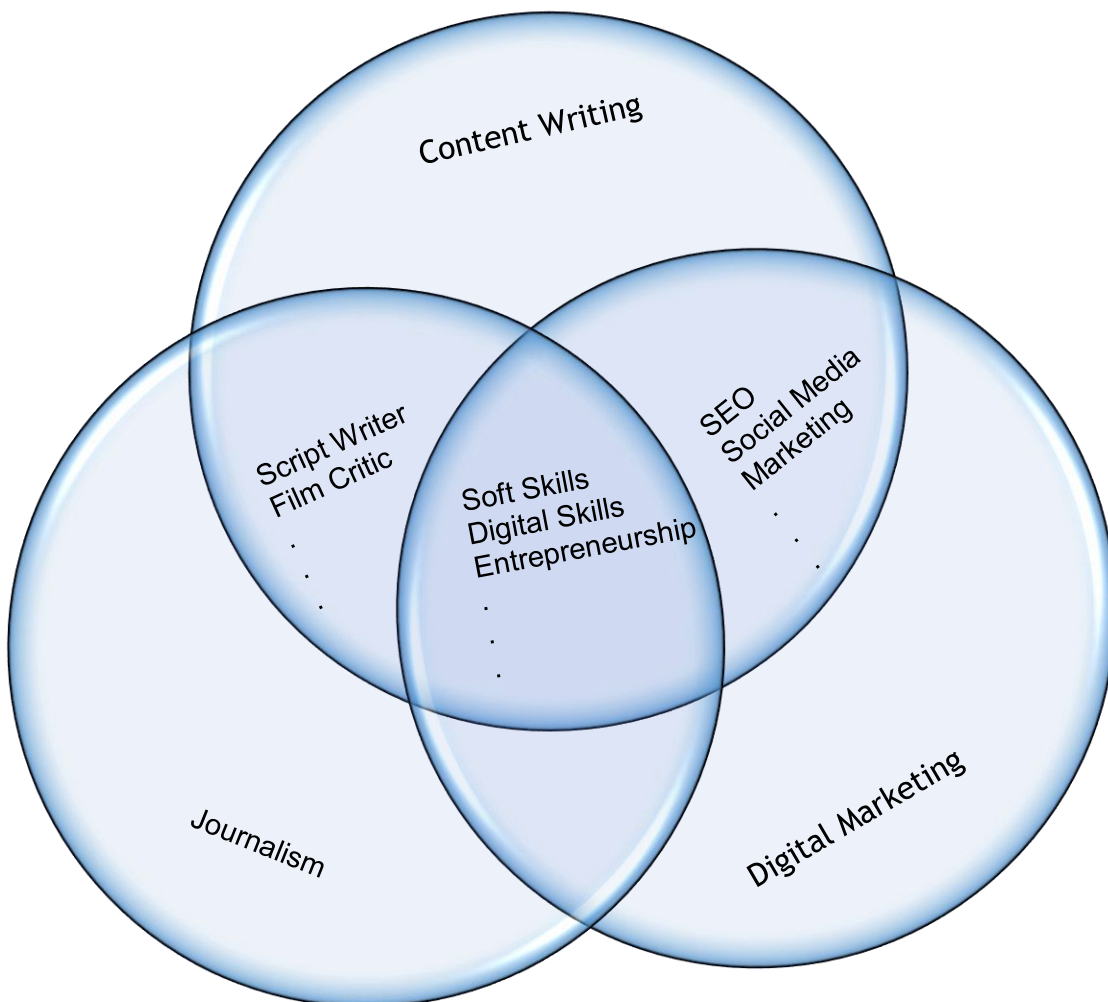 Content Writing
Script Writer
Film Critic
.
.
.
Soft Skills
Digital Skills
Entrepreneurship
.
.
.
SEO
Social Media
Marketing
.
.
.
Journalism
Digital Marketing